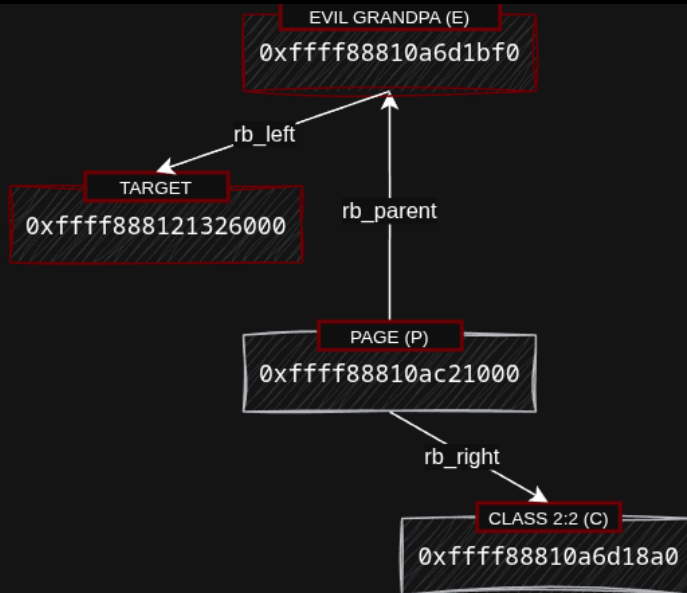 EVIL GRANDPA (E)
0xffff88810a6d1bf0
rb_left
TARGET
0xffff888121326000
rb_parent
PAGE (P)
0xffff88810ac21000
rb_right
CLASS 2:2 (C)
0xffff88810a6d18a0